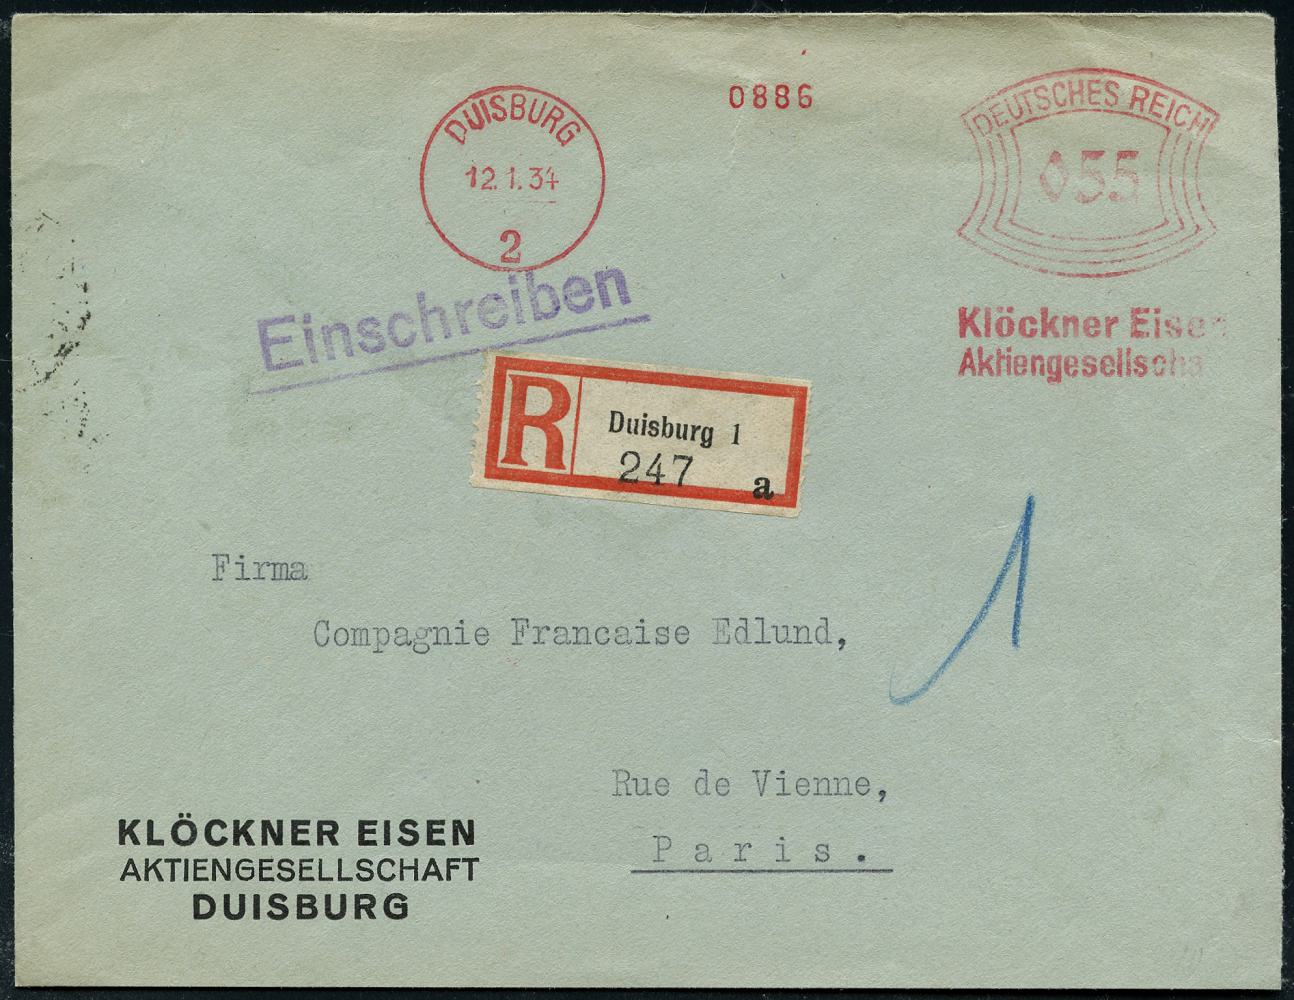 0886
DUISBURG
12.1.34
2
DEUTSCHES REICH
055
Klöckner Eisen
Aktiengesellscha
Einschreiben
R
Duisburg 1
247
a
1
Firma
Compagnie Francaise Edlund,
Rue de Vienne,
Paris.
KLÖCKNER EISEN
AKTIENGESELLSCHAFT
DUISBURG